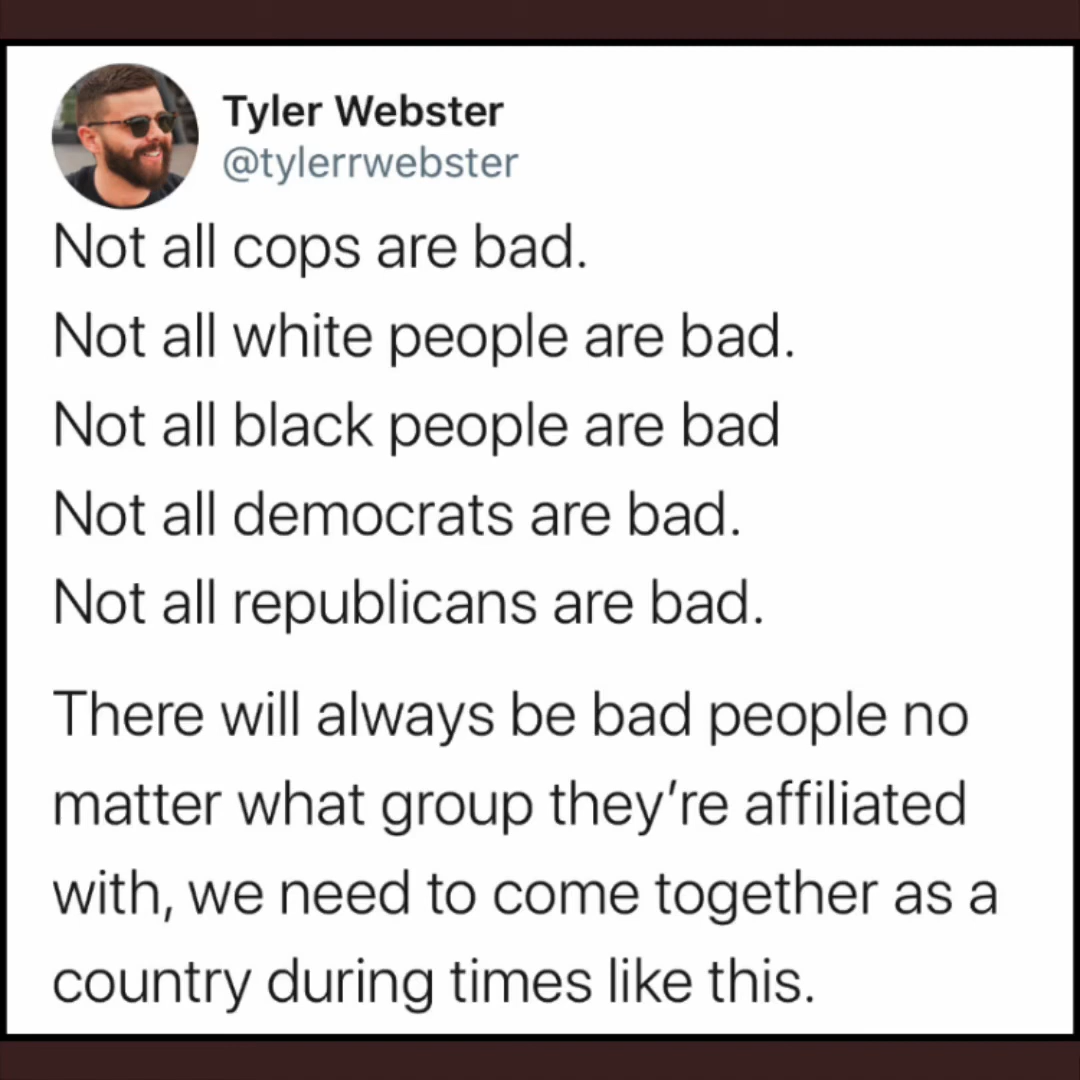 Tyler Webster
@tylerrwebster
Not all cops are bad.
Not all white people are bad.
Not all black people are bad
Not all democrats are bad.
Not all republicans are bad.
There will always be bad people no
matter what group they’re affiliated
with, we need to come together as a
country during times like this.